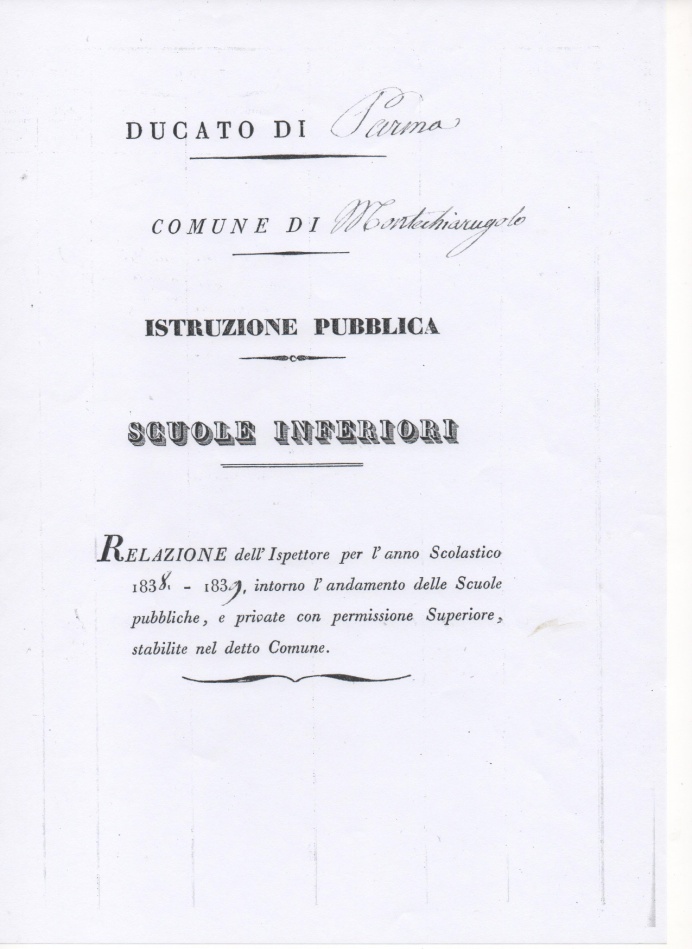 DUCATO DI Parma
COMUNE DI Montechiarugolo
ISTRUZIONE PUBBLICA
SCUOLE INFERIORI
RELAZIONE dell' Ispettore per l' anno Scolastico
1838. - 1839, intorno l' andamento delle Scuole
pubbliche, e private con permissione Superiore,
stabilite nel detto Comune.